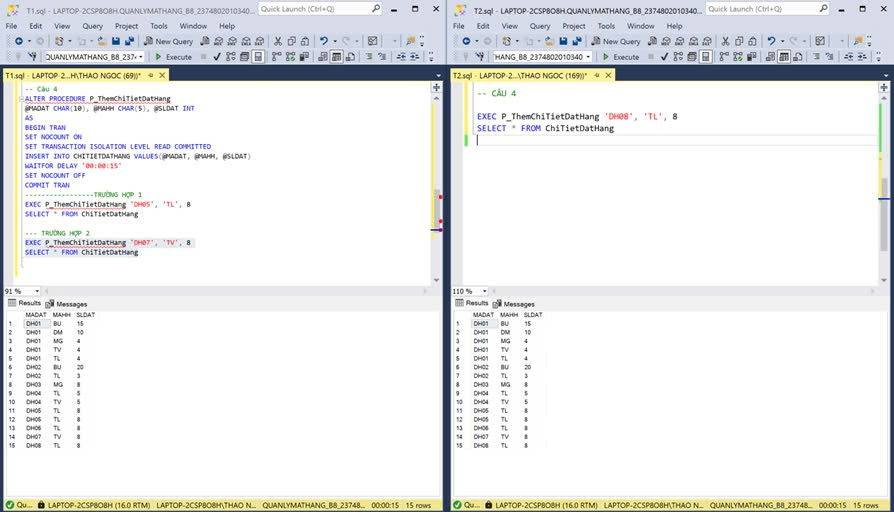 T1.sql - LAPTOP-2CSP8O8H.QUANLYMATHANG_B8_2374802010340...
Quick Launch (Ctrl+Q)
File Edit View Query Project Tools Window Help
New Query
QUANLYMATHANG_B8_2374...
Execute
T1.sql - LAPTOP-2...H\THAO NGOC (69))*
-- Câu 4
ALTER PROCEDURE P_ThemChiTietDatHang
@MADAT CHAR(10), @MAHH CHAR(5), @SLDAT INT
AS
BEGIN TRAN
SET NOCOUNT ON
SET TRANSACTION ISOLATION LEVEL READ COMMITTED
INSERT INTO CHITIETDATHANG VALUES(@MADAT, @MAHH, @SLDAT)
WAITFOR DELAY '00:00:15'
SET NOCOUNT OFF
COMMIT TRAN
-----------------TRƯỜNG HỢP 1
EXEC P_ThemChiTietDatHang 'DH05', 'TL', 8
SELECT * FROM ChiTietDatHang
--- TRƯỜNG HỢP 2
EXEC P_ThemChiTietDatHang 'DH07', 'TV', 8
SELECT * FROM ChiTietDatHang
91 %
Results Messages
MADAT MAHH SLDAT
1 DH01 BU 15
2 DH01 DM 10
3 DH01 MG 4
4 DH01 TV 4
5 DH01 TL 4
6 DH02 BU 20
7 DH02 TL 3
8 DH03 MG 8
9 DH04 TL 5
10 DH04 TV 5
11 DH05 TL 8
12 DH05 TL 8
13 DH06 TL 8
14 DH07 TV 8
15 DH08 TL 8
Qu... LAPTOP-2CSP8O8H (16.0 RTM) LAPTOP-2CSP8O8H\THAO N... QUANLYMATHANG_B8_23748... 00:00:15 15 rows
T2.sql - LAPTOP-2CSP8O8H.QUANLYMATHANG_B8_2374802010340....
Quick Launch (Ctrl+Q)
File Edit View Query Project Tools Window Help
New Query
HANG_B8_2374802010340
Execute
T2.sql - LAPTOP-2...\THAO NGOC (169))*
-- CÂU 4
EXEC P_ThemChiTietDatHang 'DH08', 'TL', 8
SELECT * FROM ChiTietDatHang
110 %
Results Messages
MADAT MAHH SLDAT
1 DH01 BU 15
2 DH01 DM 10
3 DH01 MG 4
4 DH01 TV 4
5 DH01 TL 4
6 DH02 BU 20
7 DH02 TL 3
8 DH03 MG 8
9 DH04 TL 5
10 DH04 TV 5
11 DH05 TL 8
12 DH05 TL 8
13 DH06 TL 8
14 DH07 TV 8
15 DH08 TL 8
Qu... LAPTOP-2CSP8O8H (16.0 RTM) LAPTOP-2CSP8O8H\THAO N... QUANLYMATHANG_B8_23748... 00:00:15 15 rows